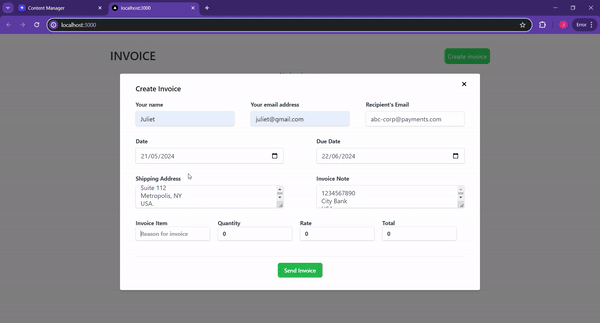 Content Manager
localhost:3000
localhost:3000
Error
INVOICE
Create invoice
Create Invoice
Your name
Your email address
Recipient's Email
Juliet
juliet@qmail.com
abc-corp@payments.com
Date
Due Date
21/05/2024
22/06/2024
Shipping Address
Invoice Note
Suite 112
Metropolis, NY
USA.
1234567890
City Bank
Invoice Item
Quantity
Rate
Total
Reason for invoice
0
0
0
Send Invoice